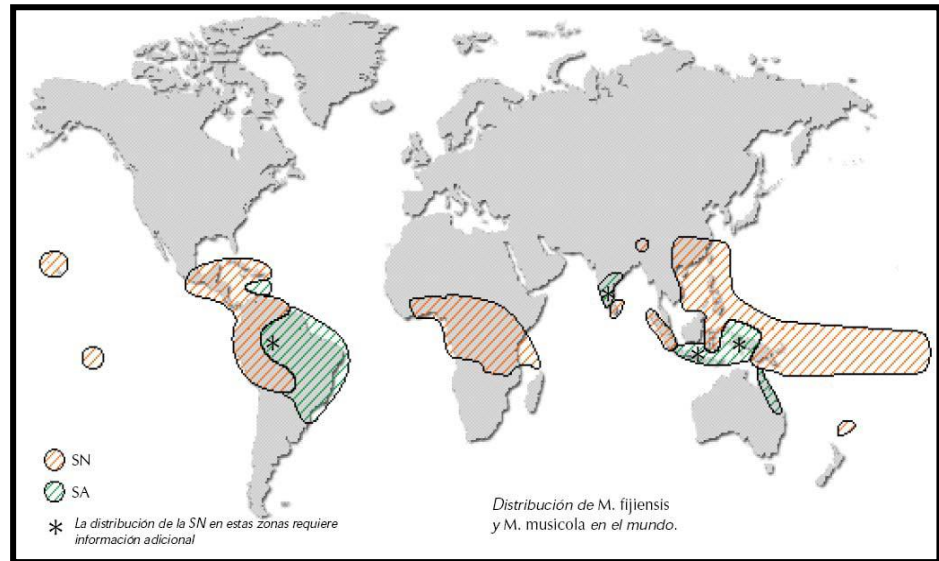 SN
SA
* La distribución de la SN en estas zonas requiere
información adicional
Distribución de M. fijiensis
y M. musicola en el mundo.